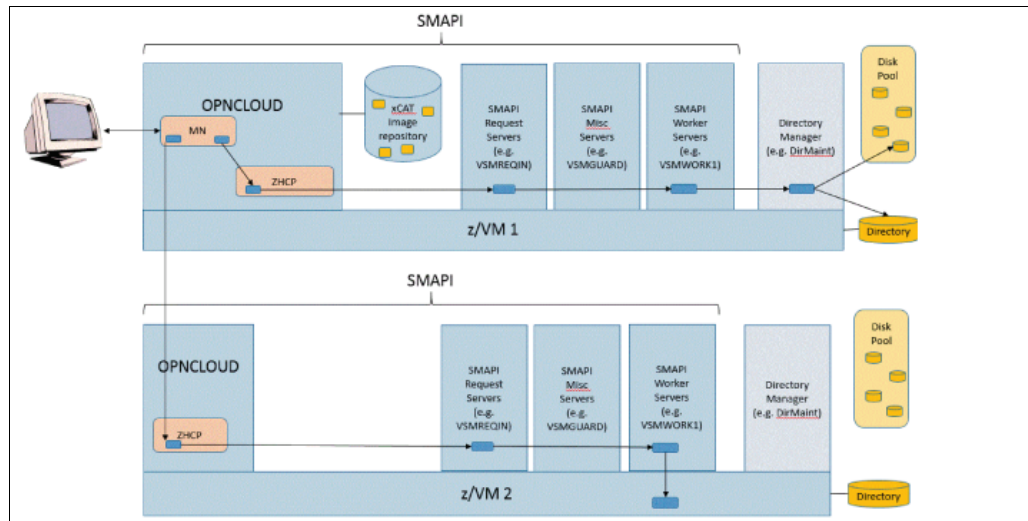 SMAPI
OPNCLOUD
MN
ZHCP
xCAT
Image
repository
SMAPI
Request
Servers
(e.g.
VSMREQIN)
SMAPI
Misc
Servers
(e.g.
VSMGUARD)
SMAPI
Worker
Servers
(e.g.
VSMWORK1)
Directory
Manager
(e.g. DirMaint)
Disk
Pool
Directory
z/VM 1
SMAPI
OPNCLOUD
ZHCP
SMAPI
Request
Servers
(e.g.
VSMREQIN)
SMAPI
Misc
Servers
(e.g.
VSMGUARD)
SMAPI
Worker
Servers
(e.g.
VSMWORK1)
Directory
Manager
(e.g. DirMaint)
Disk
Pool
Directory
z/VM 2